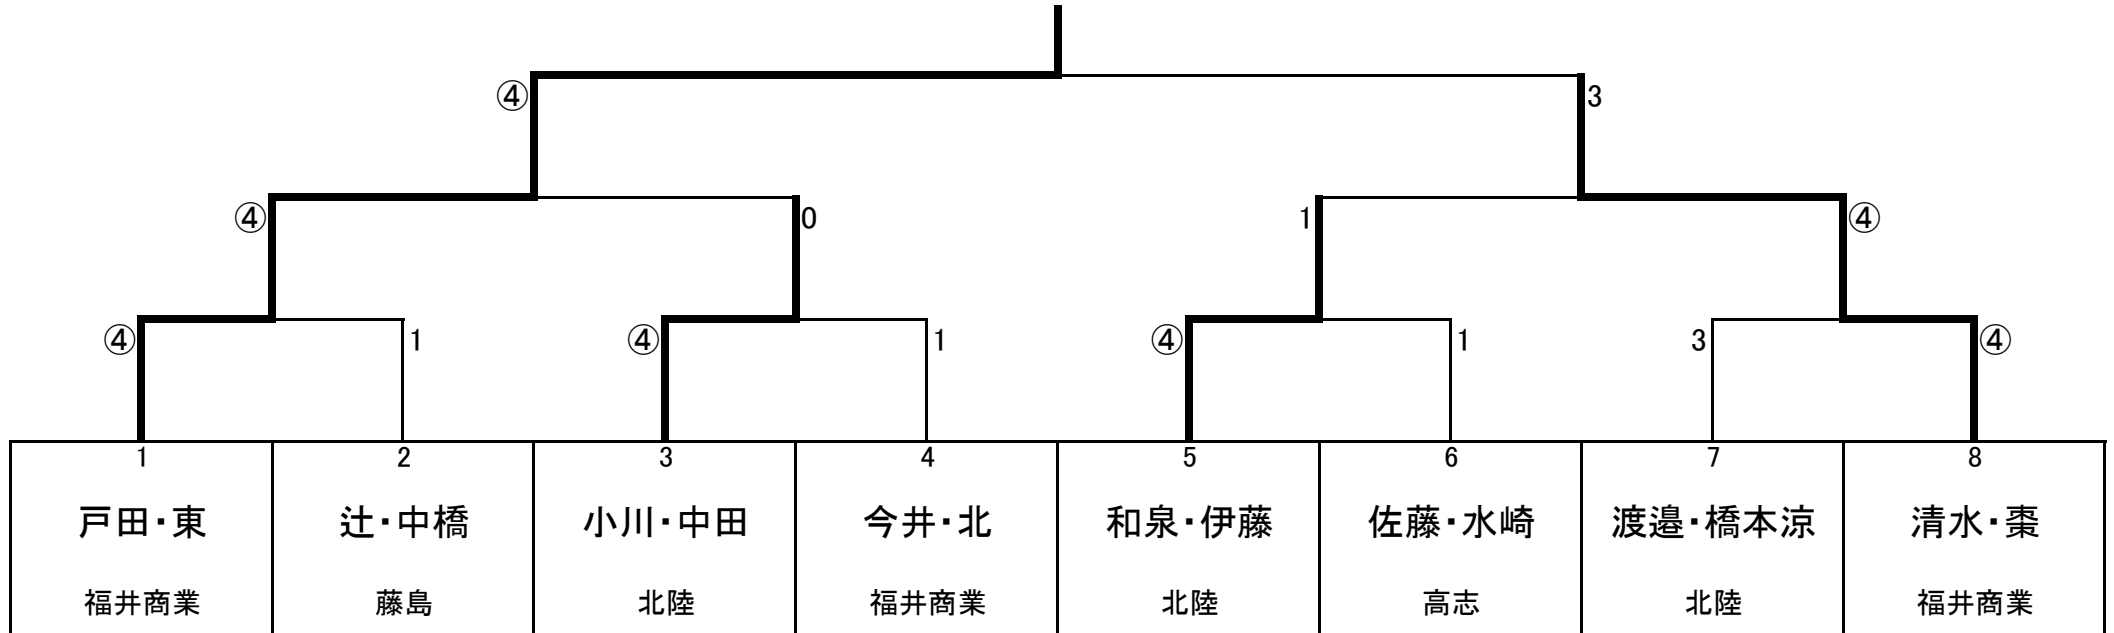 ④ 3
④ 0 1 ④
④ 1 ④ 1 ④ 1 3 ④
1 2 3 4 5 6 7 8
戸田・東 辻・中橋 小川・中田 今井・北 和泉・伊藤 佐藤・水崎 渡邉・橋本涼 清水・棗
福井商業 藤島 北陸 福井商業 北陸 高志 北陸 福井商業